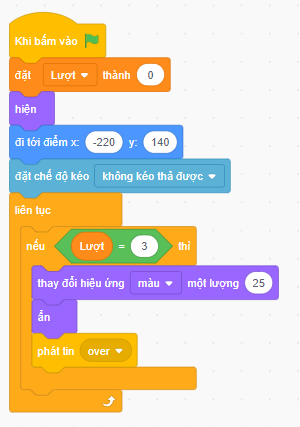 Khi bấm vào
đặt Lượt thành 0
hiện
đi tới điểm x: -220 y: 140
đặt chế độ kéo không kéo thả được
liên tục
nếu Lượt = 3 thì
thay đổi hiệu ứng màu một lượng 25
ẩn
phát tin over